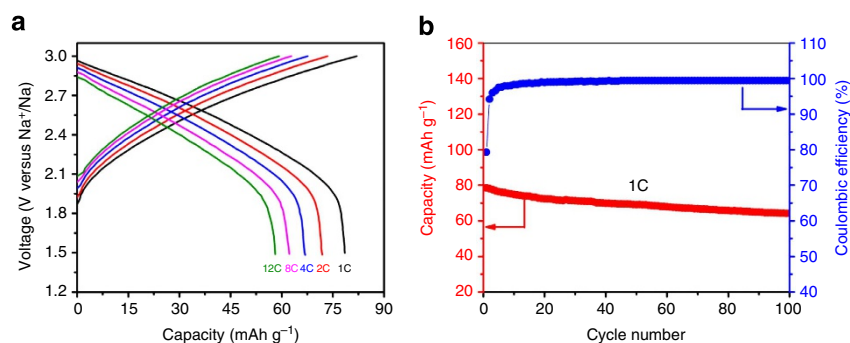 a
Voltage (V versus Na⁺/Na)
3.0
2.7
2.4
2.1
1.8
1.5
1.2
12C 8C 4C 2C 1C
0 15 30 45 60 75 90
Capacity (mAh g⁻¹)
b
Capacity (mAh g⁻¹)
160
140
120
100
80
60
40
20
1C
110
100
90
80
70
60
50
40
Coulombic efficiency (%)
0 20 40 60 80 100
Cycle number